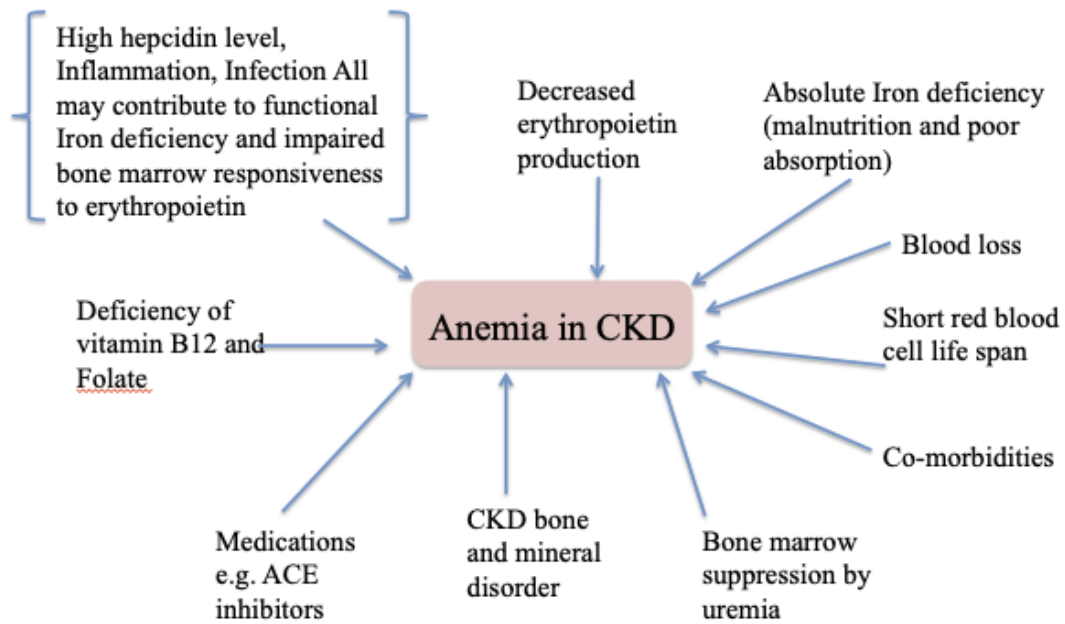 High hepcidin level,
Inflammation, Infection All
may contribute to functional
Iron deficiency and impaired
bone marrow responsiveness
to erythropoietin
Decreased
erythropoietin
production
Absolute Iron deficiency
(malnutrition and poor
absorption)
Blood loss
Short red blood
cell life span
Co-morbidities
Deficiency of
vitamin B12 and
Folate
Anemia in CKD
Medications
e.g. ACE
inhibitors
CKD bone
and mineral
disorder
Bone marrow
suppression by
uremia